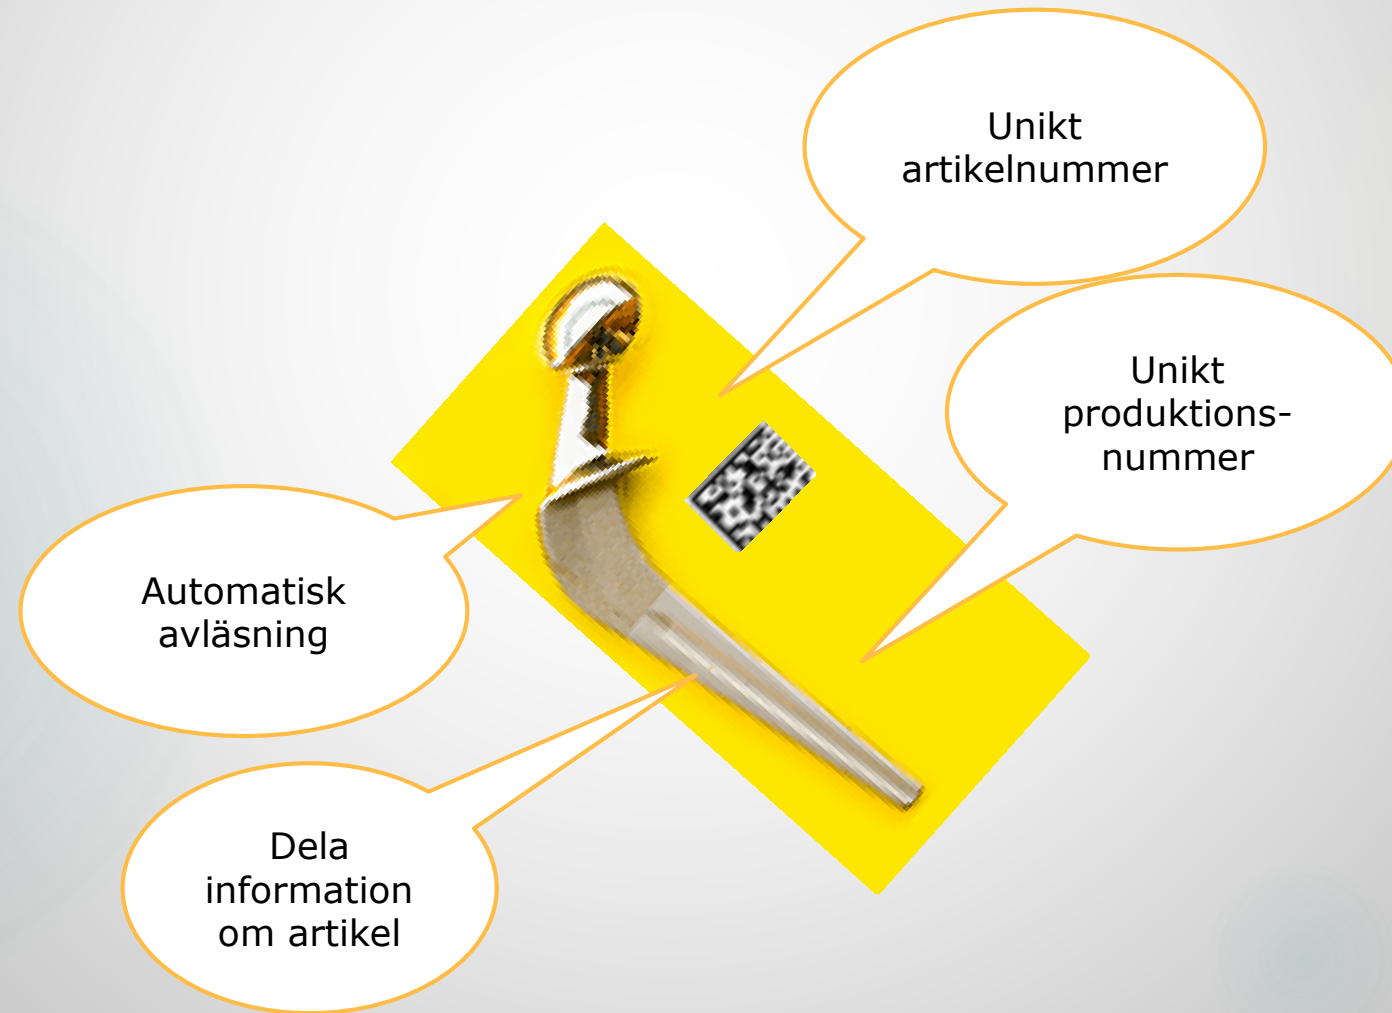 Unikt
artikelnummer
Unikt
produktions-
nummer
Automatisk
avläsning
Dela
information
om artikel